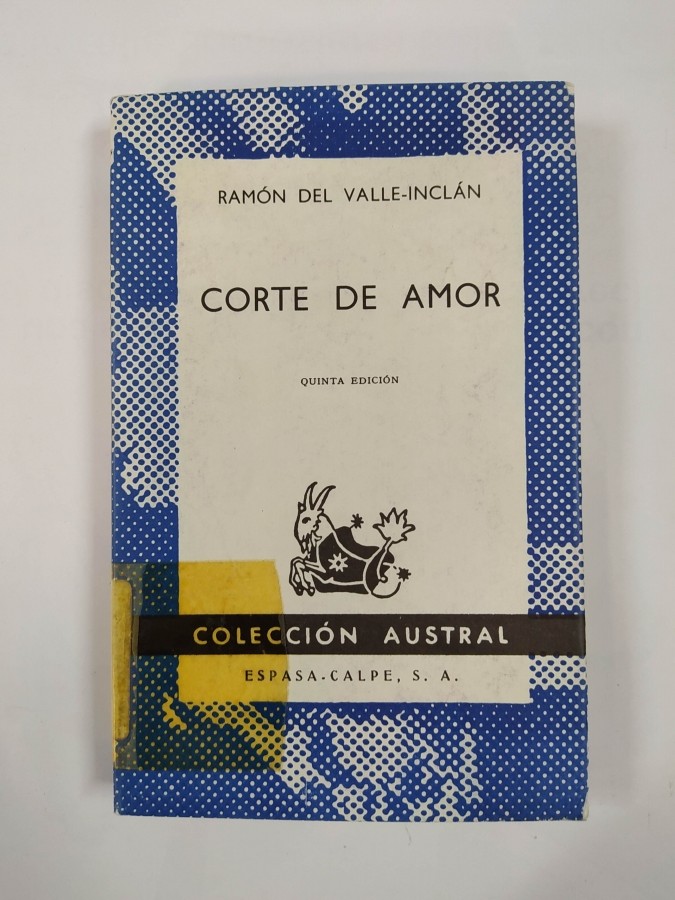 RAMÓN DEL VALLE-INCLÁN
CORTE DE AMOR
QUINTA EDICIÓN
COLECCIÓN AUSTRAL
ESPASA-CALPE, S. A.